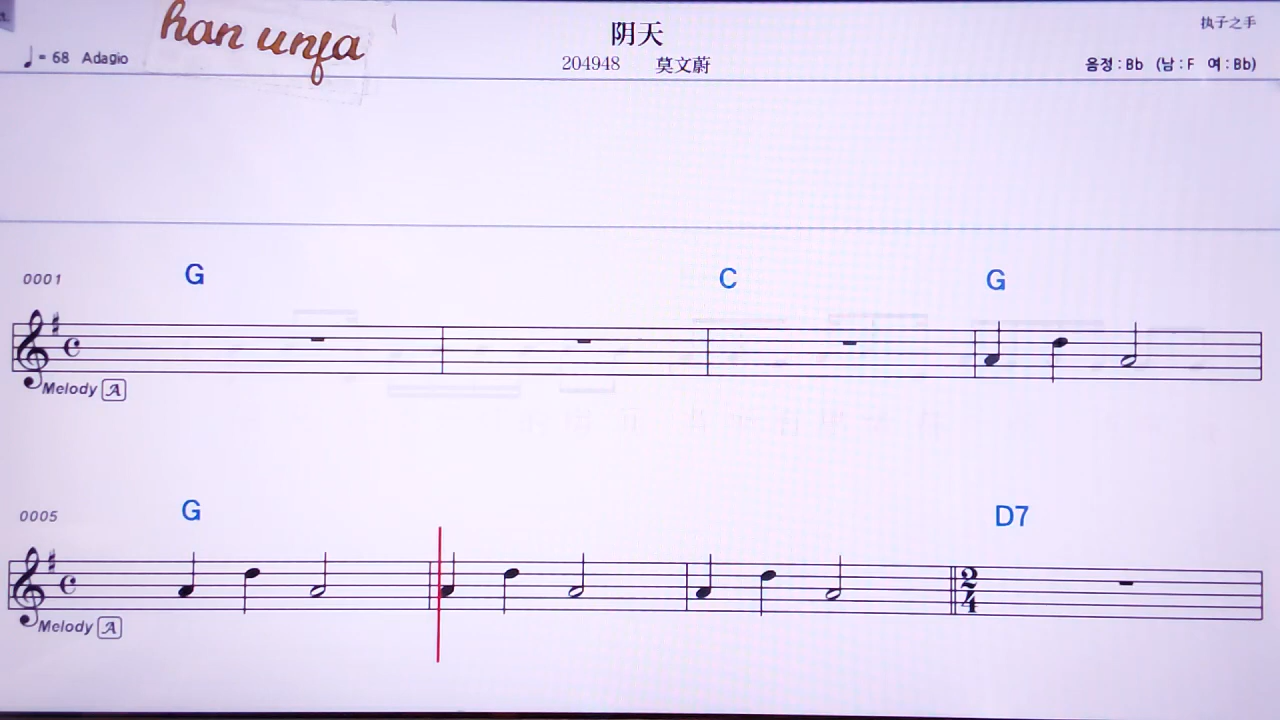 han unfa
阴天
执子之手
♩= 68 Adagio
204948 莫文蔚
음정 : Bb (남 : F 여 : Bb)
0001
G C G
Melody A
0005
G D7
2
4
Melody A